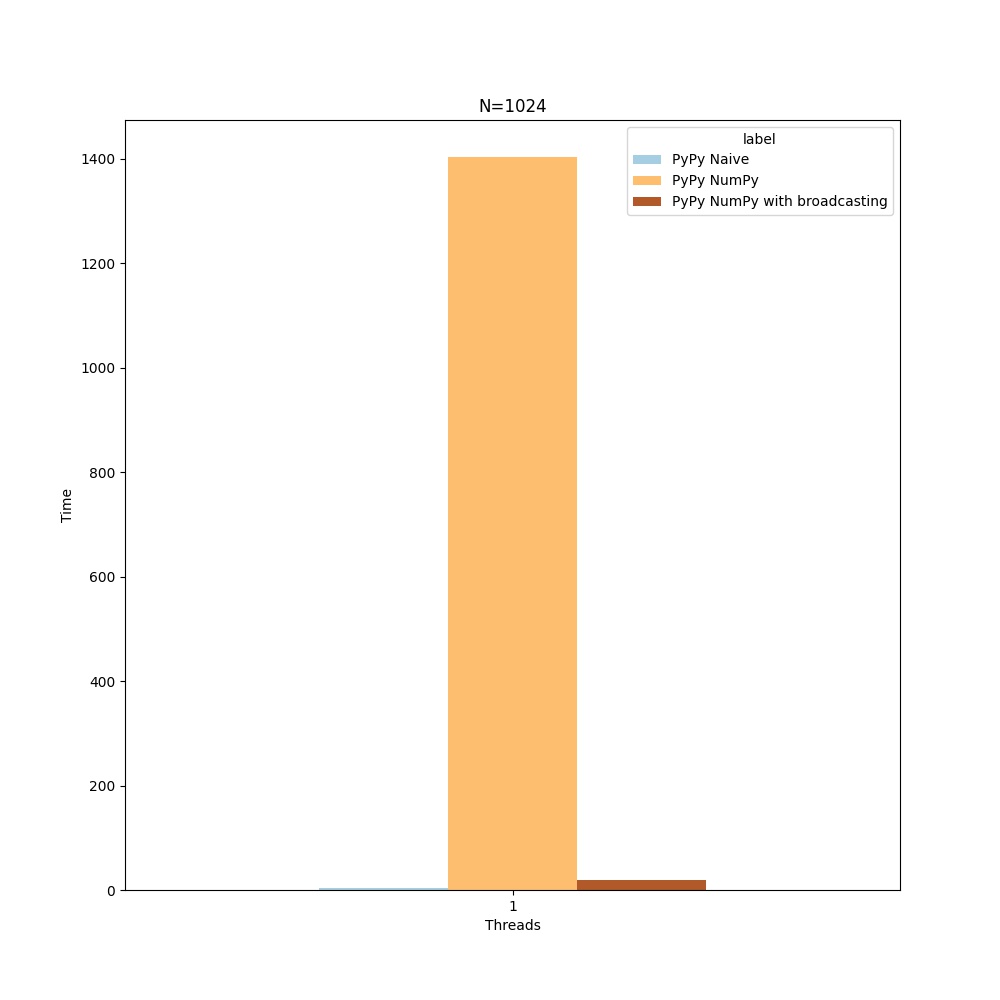 N=1024
label
PyPy Naive
PyPy NumPy
PyPy NumPy with broadcasting
1400
1200
1000
800
600
400
200
0
Time
1
Threads